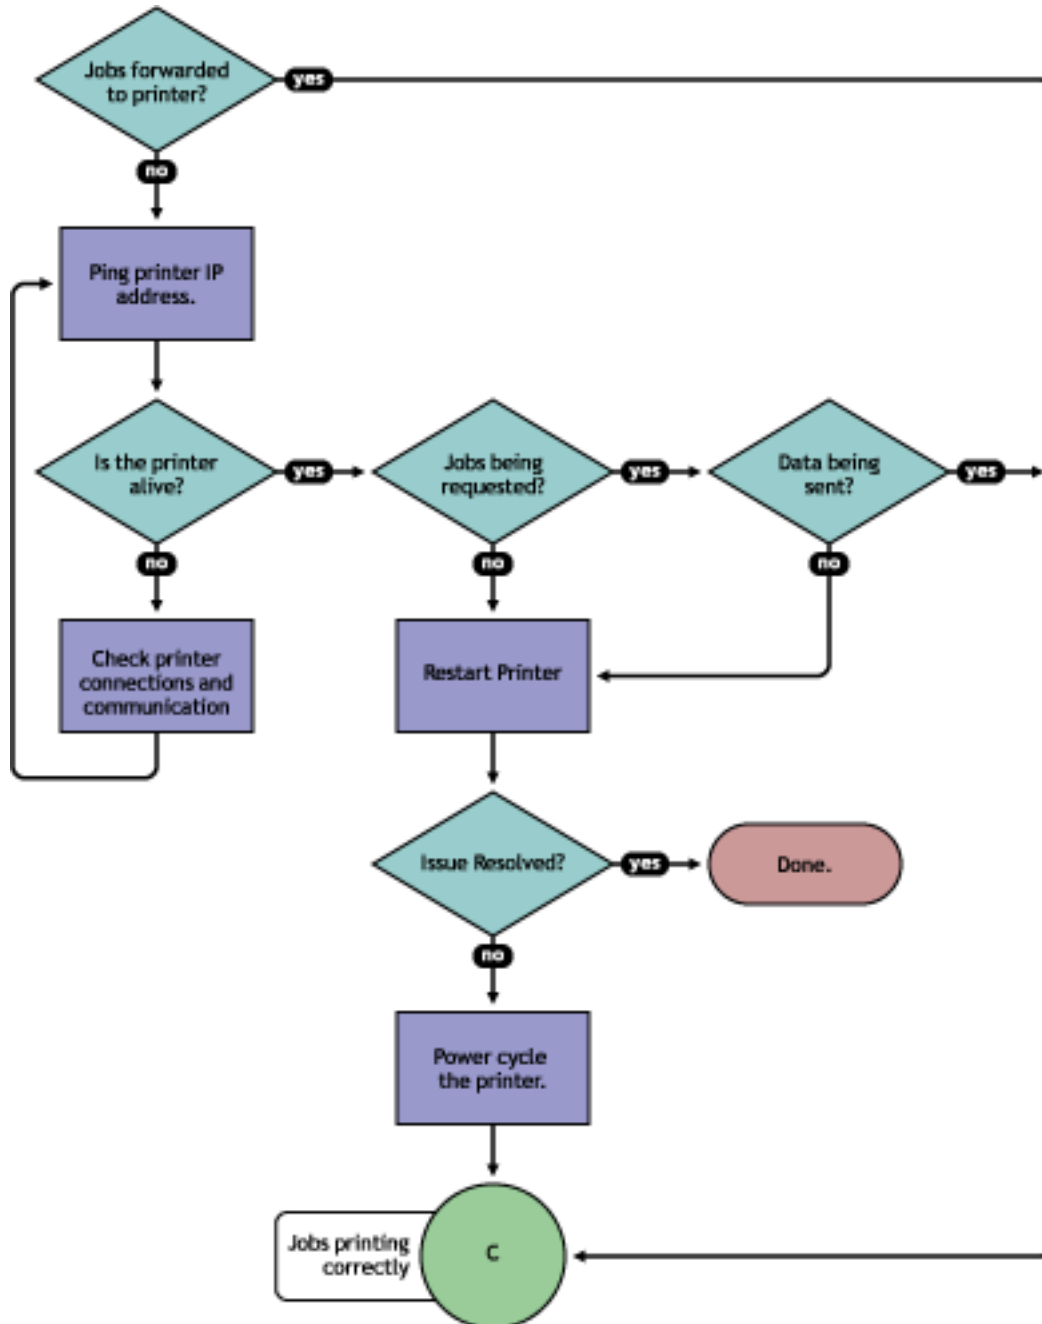 Jobs forwarded
to printer?
yes
no
Ping printer IP
address.
Is the printer
alive?
yes
Jobs being
requested?
yes
Data being
sent?
yes
no
no
no
Check printer
connections and
communication
Restart Printer
Issue Resolved?
yes
Done.
no
Power cycle
the printer.
Jobs printing
correctly
C